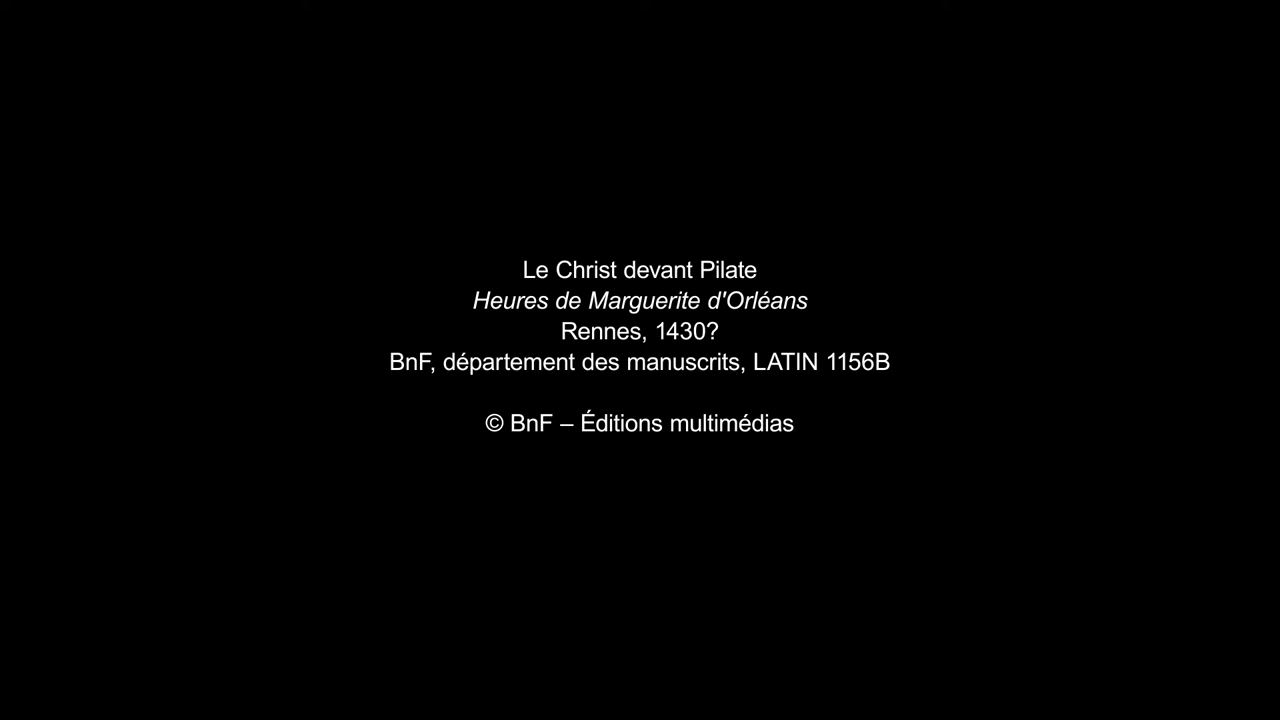 Le Christ devant Pilate
Heures de Marguerite d'Orléans
Rennes, 1430?
BnF, département des manuscrits, LATIN 1156B
© BnF – Éditions multimédias